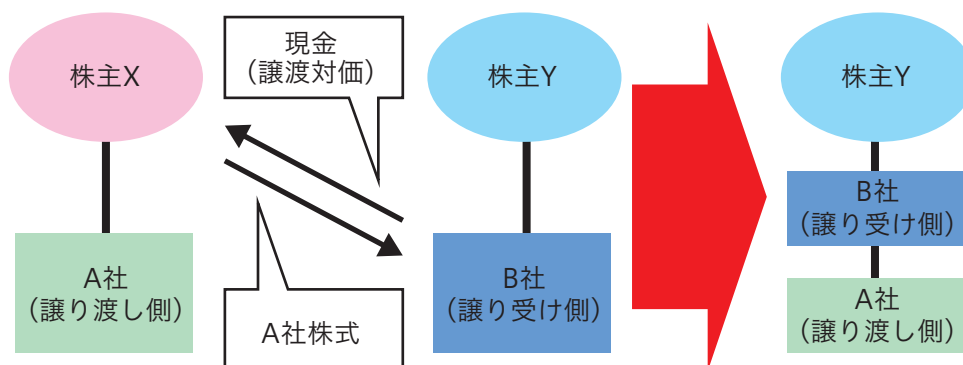 株主X
現金
（譲渡対価）
株主Y
株主Y
A社
（譲り渡し側）
A社株式
B社
（譲り受け側）
B社
（譲り受け側）
A社
（譲り渡し側）